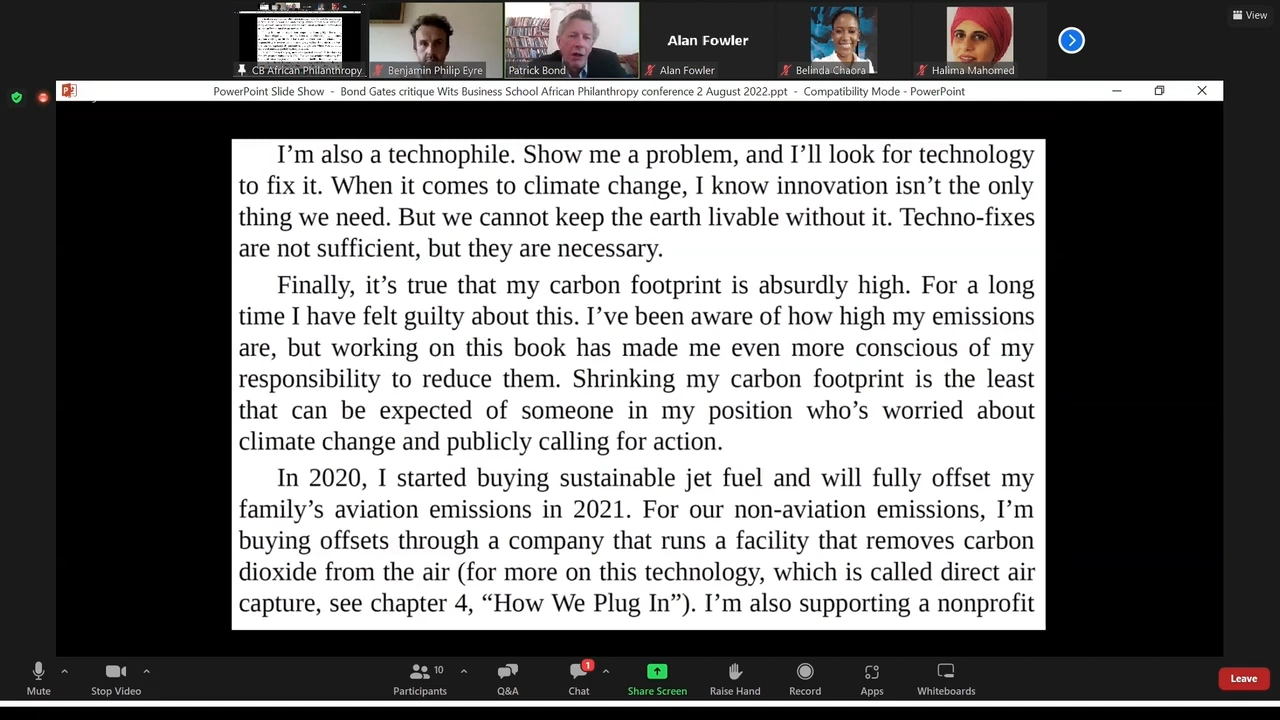 Alan Fowler
View
CB African Philanthropy
Benjamin Philip Eyre
Patrick Bond
Alan Fowler
Belinda Chaora
Halima Mahomed
PowerPoint Slide Show - Bond Gates critique Wits Business School African Philanthropy conference 2 August 2022.ppt - Compatibility Mode - PowerPoint
I’m also a technophile. Show me a problem, and I’ll look for technology
to fix it. When it comes to climate change, I know innovation isn’t the only
thing we need. But we cannot keep the earth livable without it. Techno-fixes
are not sufficient, but they are necessary.
Finally, it’s true that my carbon footprint is absurdly high. For a long
time I have felt guilty about this. I’ve been aware of how high my emissions
are, but working on this book has made me even more conscious of my
responsibility to reduce them. Shrinking my carbon footprint is the least
that can be expected of someone in my position who’s worried about
climate change and publicly calling for action.
In 2020, I started buying sustainable jet fuel and will fully offset my
family’s aviation emissions in 2021. For our non-aviation emissions, I’m
buying offsets through a company that runs a facility that removes carbon
dioxide from the air (for more on this technology, which is called direct air
capture, see chapter 4, “How We Plug In”). I’m also supporting a nonprofit
Mute
Stop Video
10
Participants
Q&A
1
Chat
Share Screen
Raise Hand
Record
Apps
Whiteboards
Leave